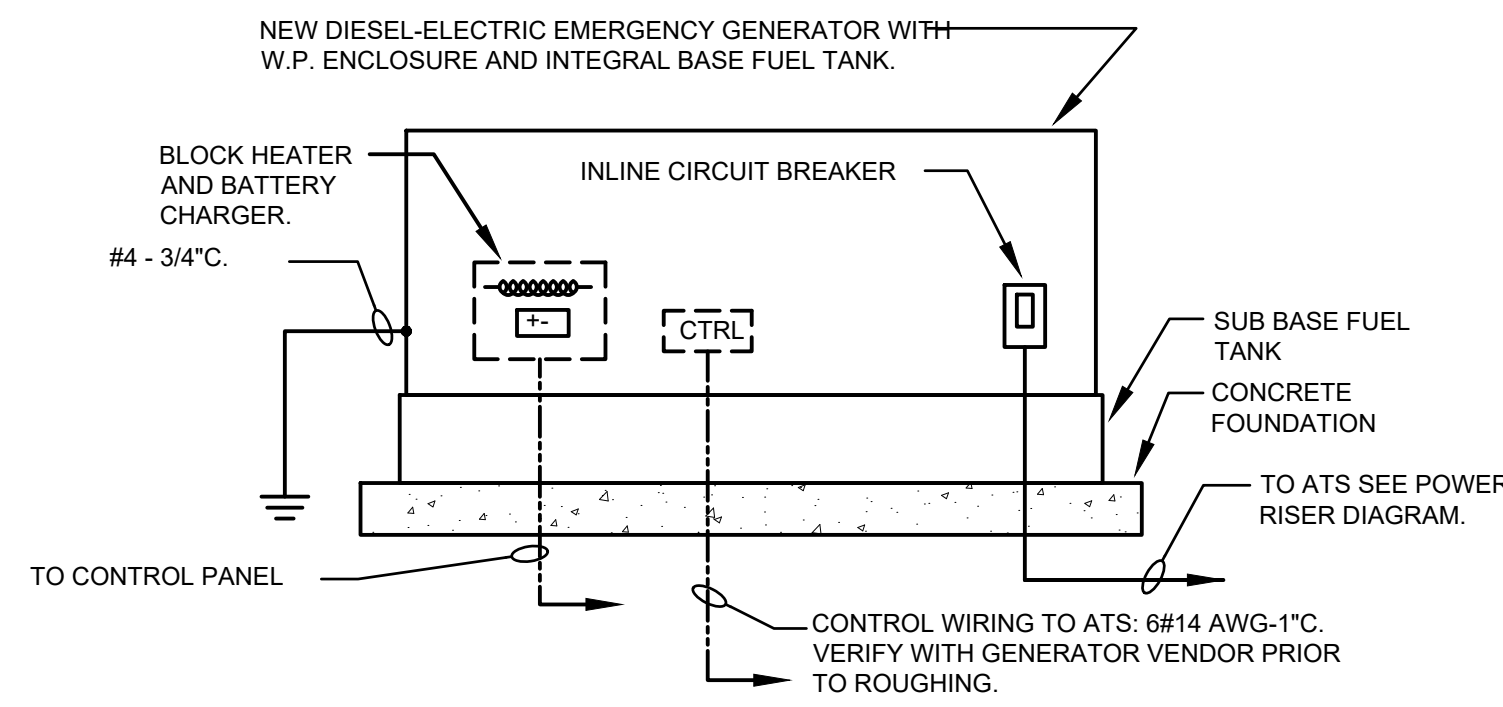 NEW DIESEL-ELECTRIC EMERGENCY GENERATOR WITH
W.P. ENCLOSURE AND INTEGRAL BASE FUEL TANK.
BLOCK HEATER
AND BATTERY
CHARGER.
INLINE CIRCUIT BREAKER
#4 - 3/4"C.
+-
CTRL
SUB BASE FUEL
TANK
CONCRETE
FOUNDATION
TO ATS SEE POWER
RISER DIAGRAM.
TO CONTROL PANEL
CONTROL WIRING TO ATS: 6#14 AWG-1"C.
VERIFY WITH GENERATOR VENDOR PRIOR
TO ROUGHING.